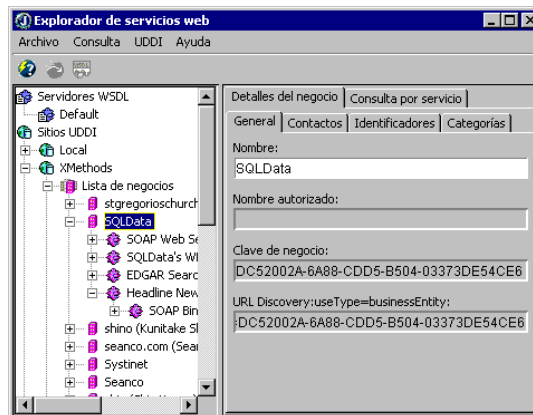 Explorador de servicios web
Archivo Consulta UDDI Ayuda
Servidores WSDL
Default
Sitios UDDI
Local
XMethods
Lista de negocios
stgregorioschurch
SQLData
SOAP Web Se
SQLData's WI
EDGAR Searc
Headline New
SOAP Bin
shino (Kunitake Sl
seanco.com (Sear
Systinet
Seanco
Detalles del negocio Consulta por servicio
General Contactos Identificadores Categorías
Nombre:
SQLData
Nombre autorizado:
Clave de negocio:
DC52002A-6A88-CDD5-B504-03373DE54CE6
URL Discovery:useType=businessEntity:
=DC52002A-6A88-CDD5-B504-03373DE54CE6